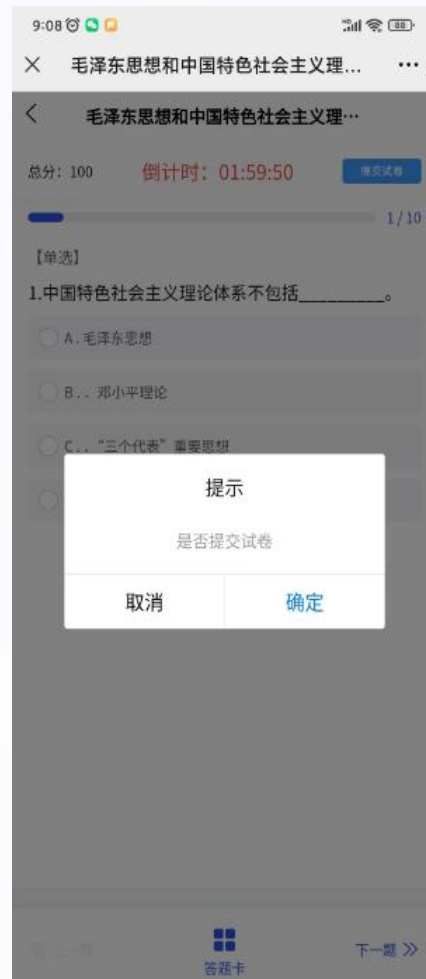 9:08
88
毛泽东思想和中国特色社会主义理...
毛泽东思想和中国特色社会主义理…
总分：100
倒计时：01:59:50
提交试卷
1/10
【单选】
1.中国特色社会主义理论体系不包括_________。
A.毛泽东思想
B.. 邓小平理论
C.. “三个代表”重要思想
提示
是否提交试卷
取消
确定
答题卡
下一题